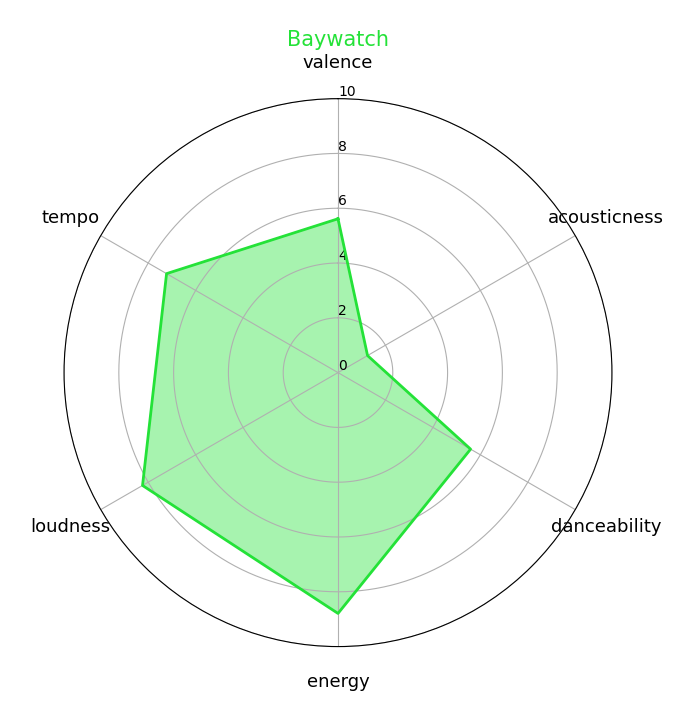 Baywatch
valence
10
8
6
4
2
0
tempo
acousticness
loudness
danceability
energy